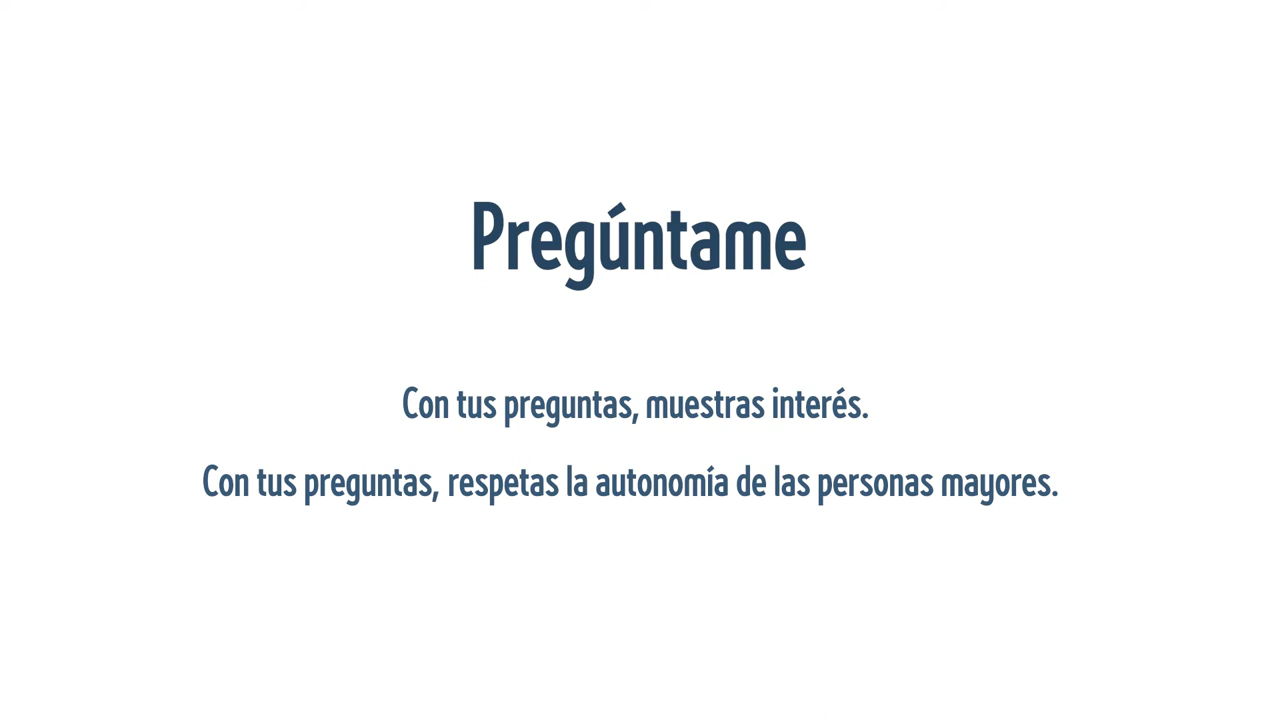 Pregúntame
Con tus preguntas, muestras interés.
Con tus preguntas, respetas la autonomía de las personas mayores.